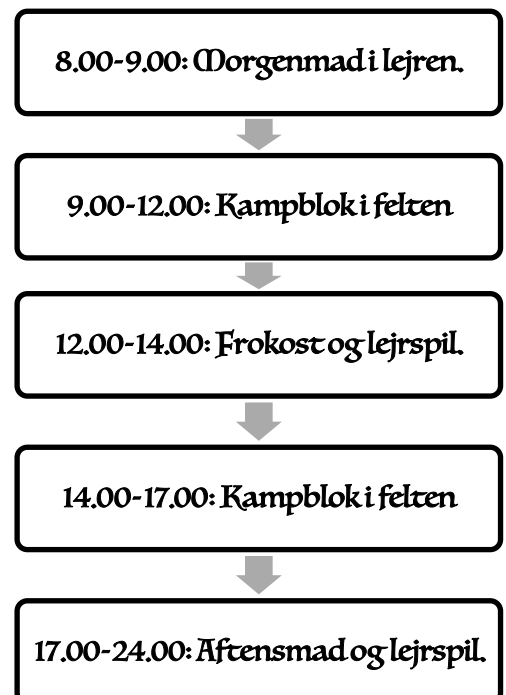 8.00-9.00: Morgenmad i lejren.
9.00-12.00: Kampblok i felten
12.00-14.00: Frokost og lejrspil.
14.00-17.00: Kampblok i felten
17.00-24.00: Aftensmad og lejrspil.